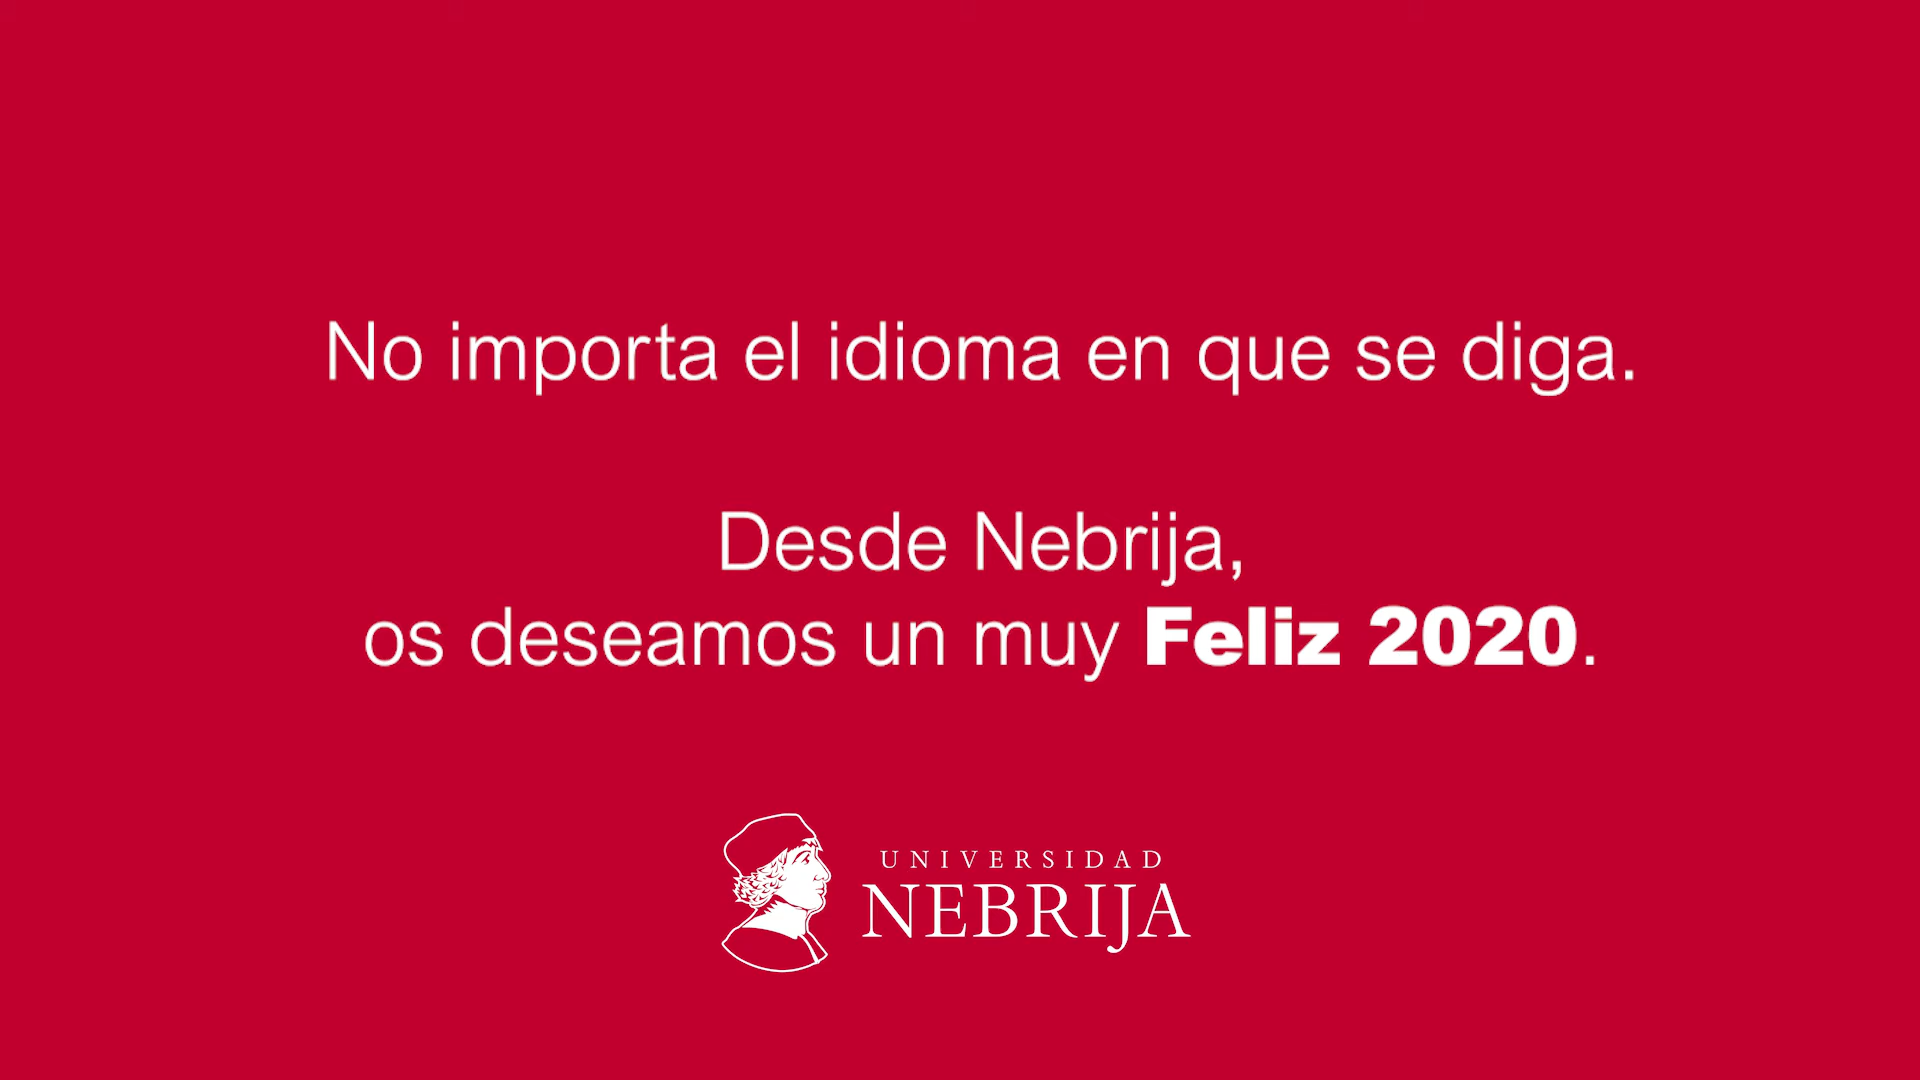 No importa el idioma en que se diga.
Desde Nebrija,
os deseamos un muy Feliz 2020.
UNIVERSIDAD
NEBRIJA